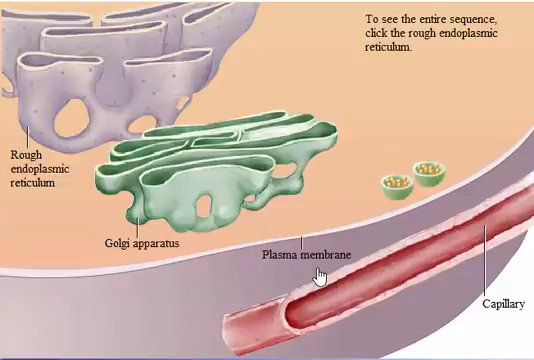 To see the entire sequence,
click the rough endoplasmic
reticulum.
Rough
endoplasmic
reticulum
Golgi apparatus
Plasma membrane
Capillary